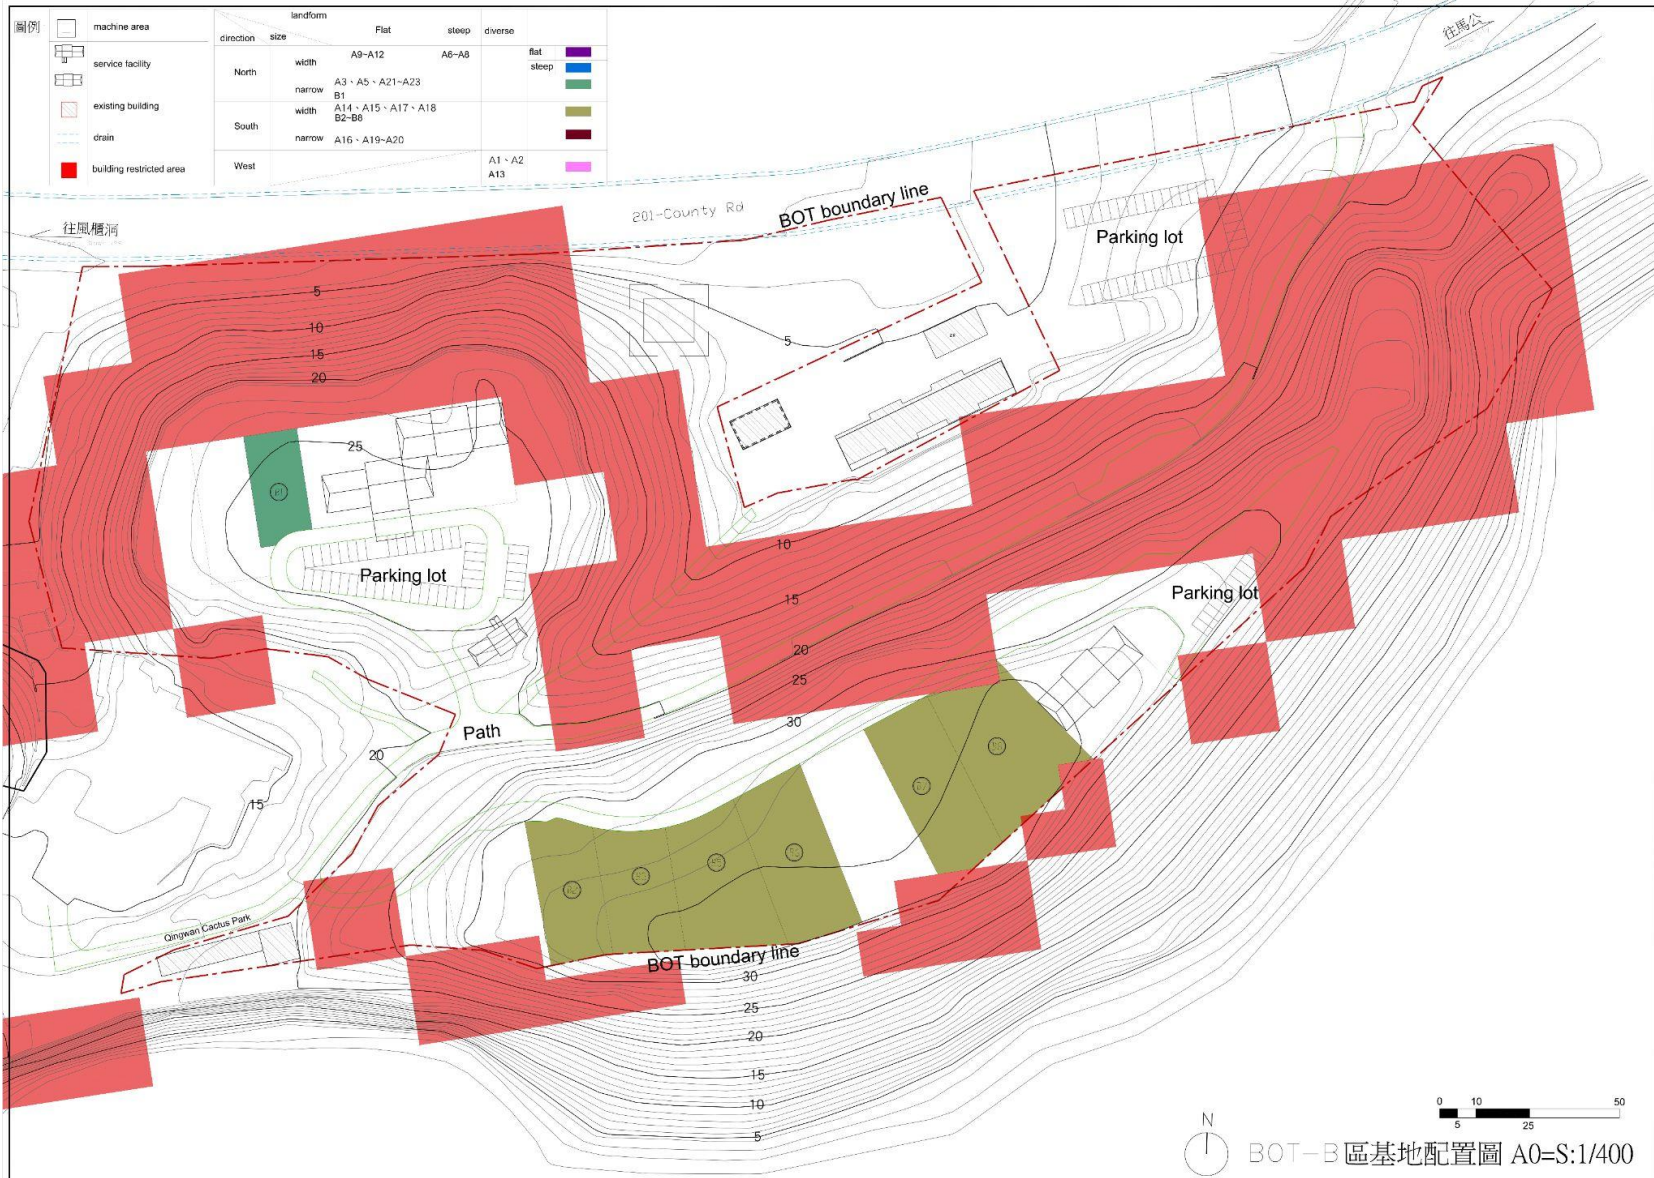 圖例
machine area
service facility
existing building
drain
building restricted area
landform
direction size Flat steep diverse
North width A9~A12 A6~A8 flat
steep
narrow A3、A5、A21~A23
B1
South width A14、A15、A17、A18
B2~B8
narrow A16、A19~A20
West A1、A2
A13
往馬公
往風櫃洞
201-County Rd
BOT boundary line
Parking lot
5
10
15
20
5
25
B1
Parking lot
10
15
Parking lot
20
25
30
Path
20
15
Qingwan Cactus Park
BOT boundary line
30
25
20
15
10
5
0 10 50
5 25
N
BOT-B區基地配置圖 A0=S:1/400